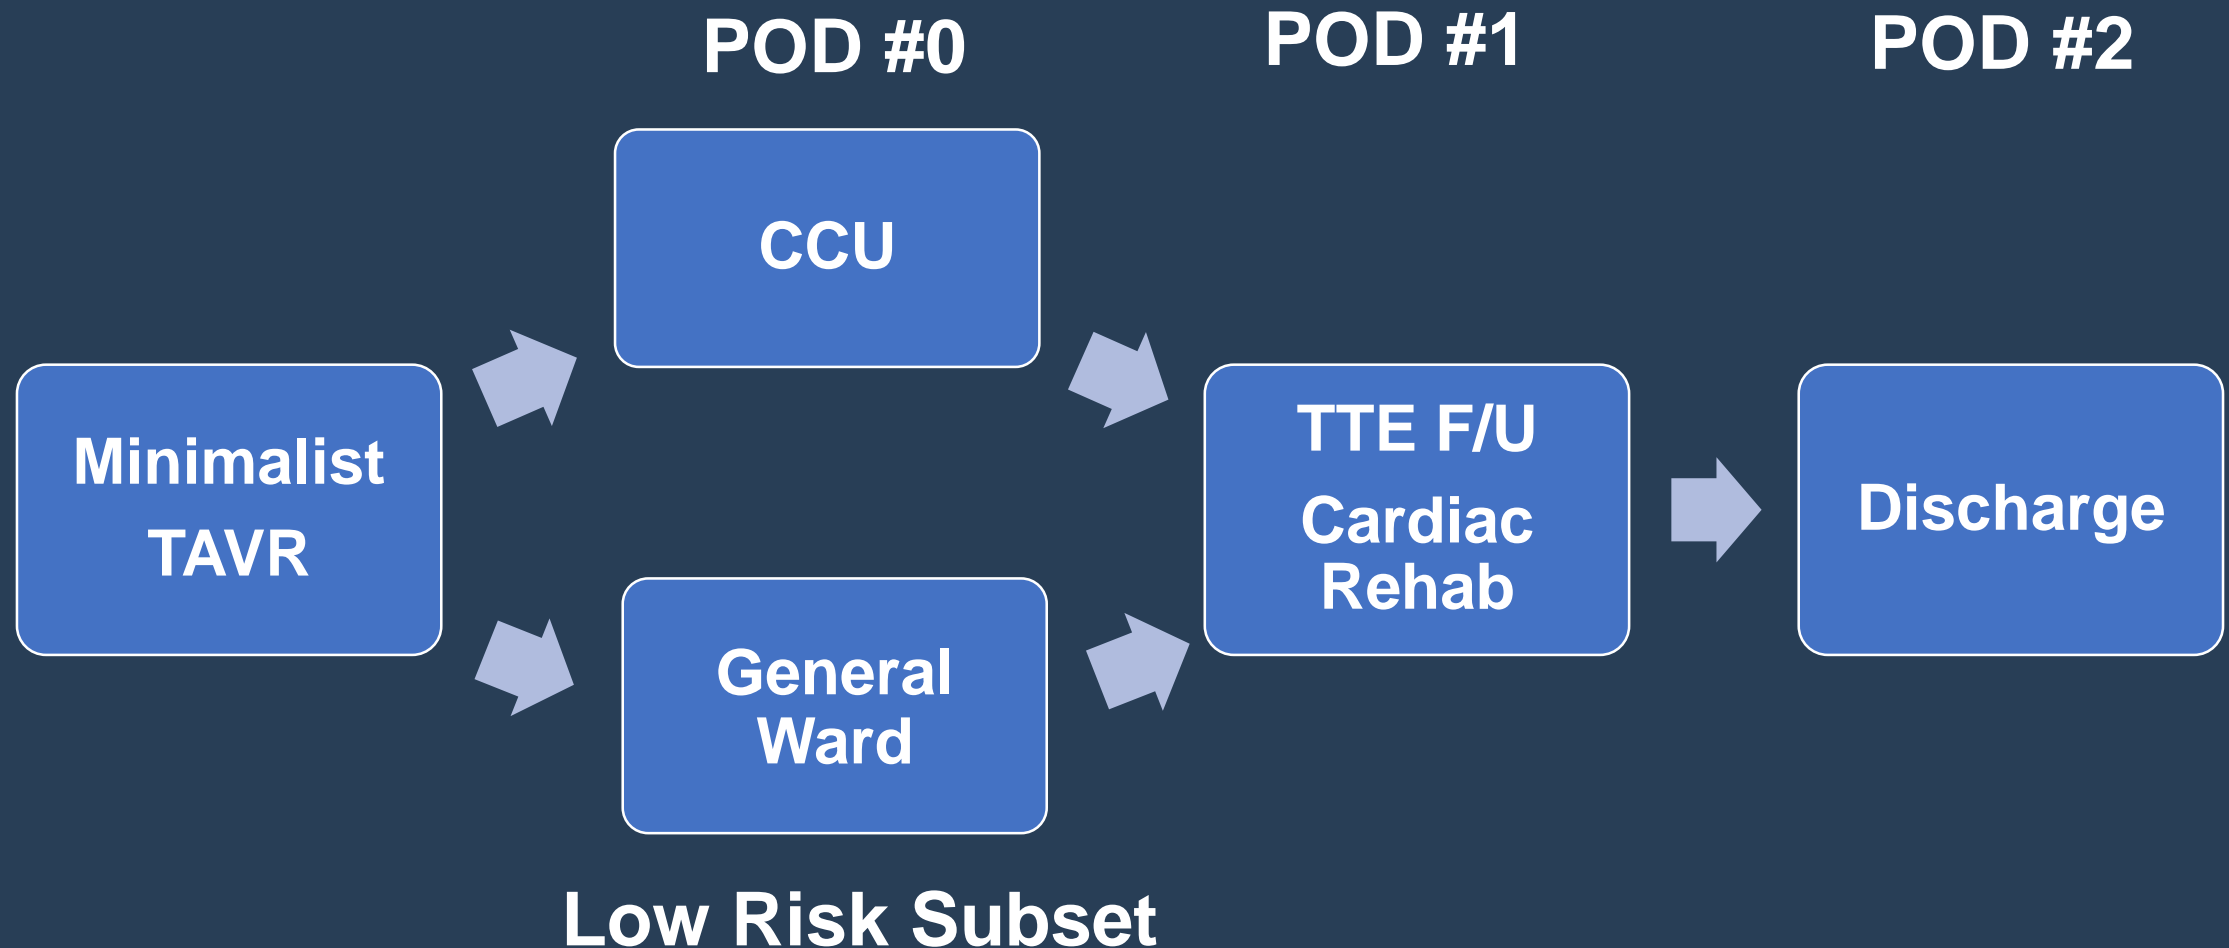 POD #0
POD #1
POD #2
CCU
Minimalist
TAVR
General
Ward
TTE F/U
Cardiac
Rehab
Discharge
Low Risk Subset